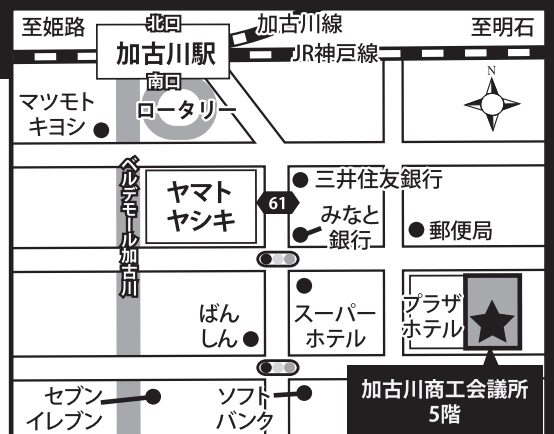 至姫路
北口
加古川線
至明石
加古川駅
JR神戸線
南口
N
マツモト
キヨシ
ロータリー
ベルデモール加古川
ヤマト
ヤシキ
61
三井住友銀行
みなと
銀行
郵便局
ばん
しん
スーパー
ホテル
プラザ
ホテル
セブン
イレブン
ソフト
バンク
加古川商工会議所
5階